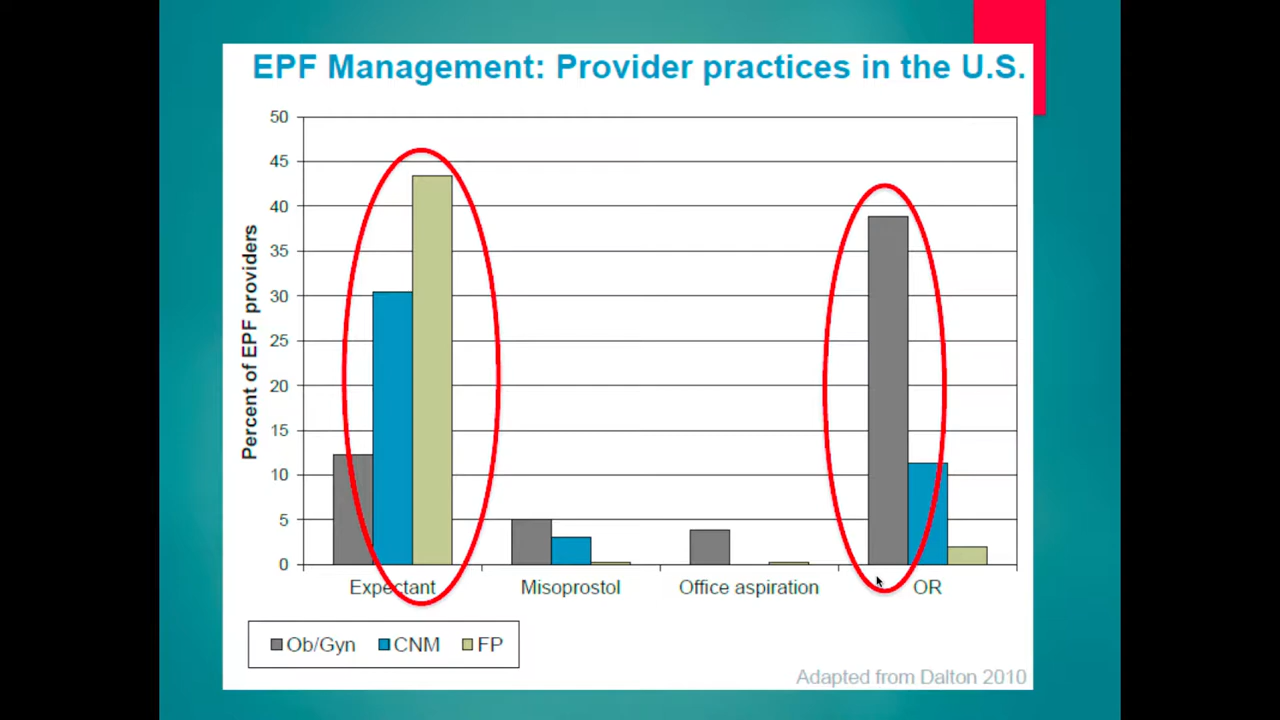 EPF Management: Provider practices in the U.S.
Percent of EPF providers
50
45
40
35
30
25
20
15
10
5
0
Expectant
Misoprostol
Office aspiration
OR
Ob/Gyn CNM FP
Adapted from Dalton 2010